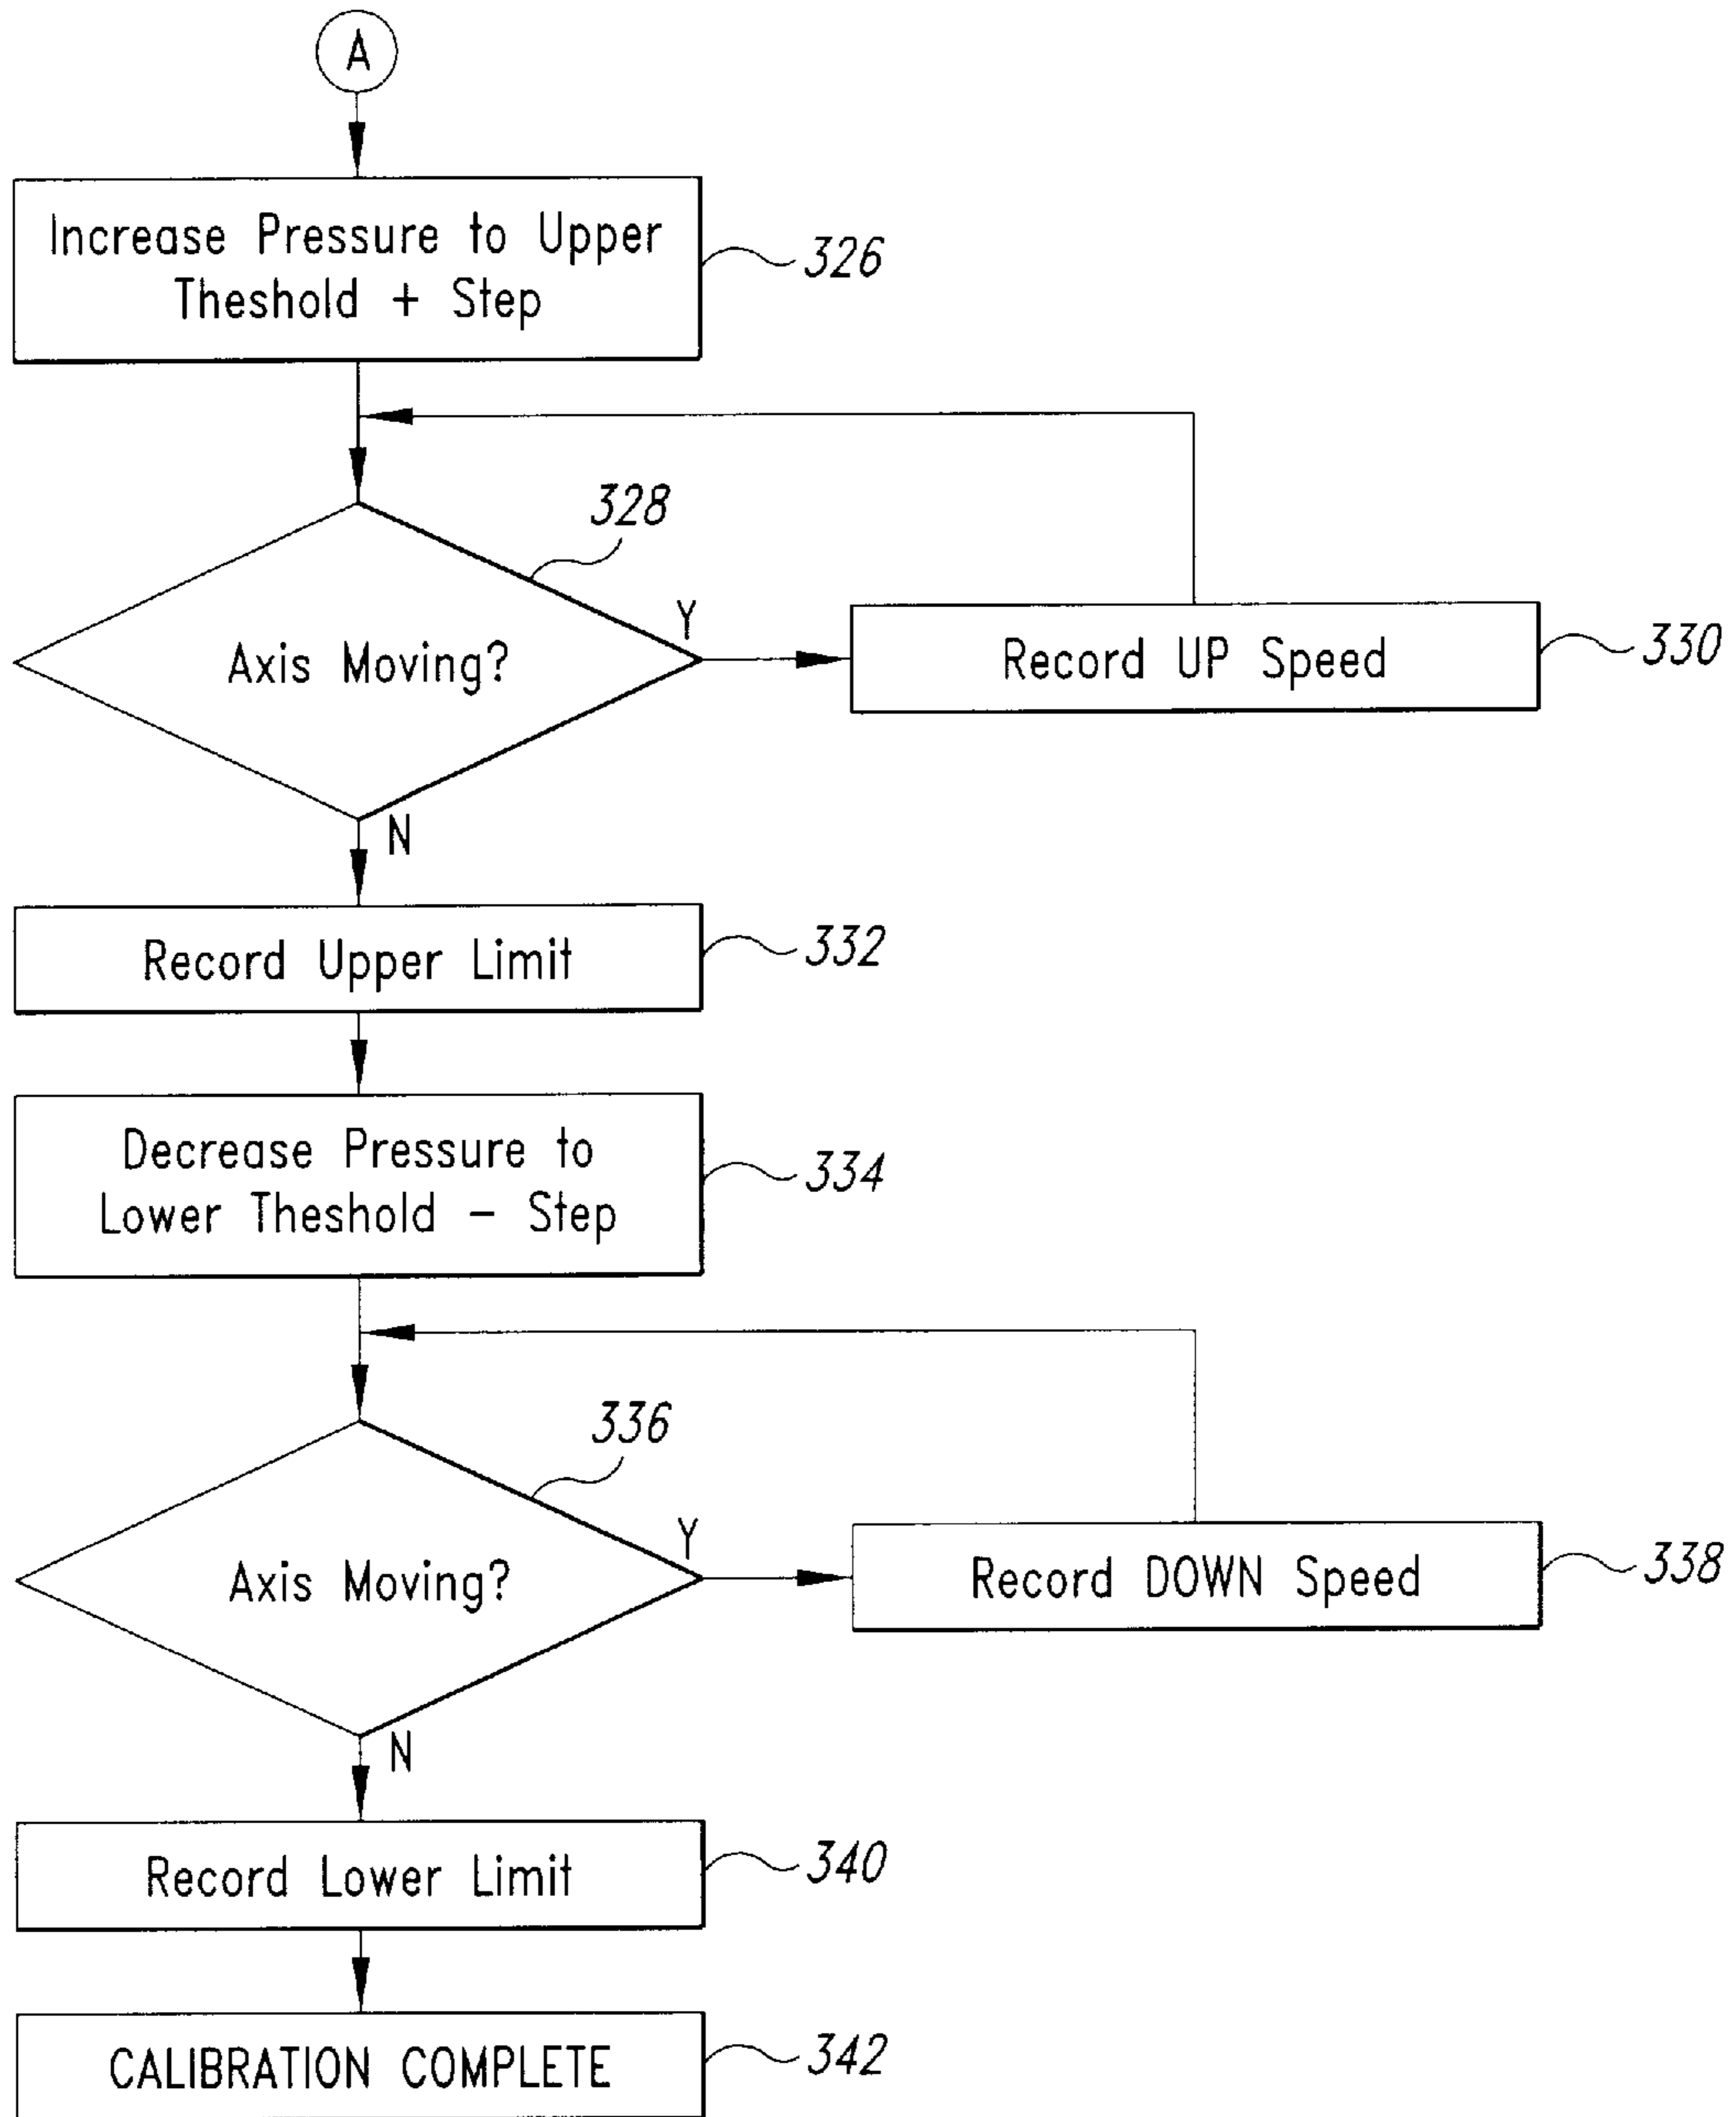 A
Increase Pressure to Upper
Theshold + Step
326
328
Axis Moving?
Y
Record UP Speed
330
N
Record Upper Limit
332
Decrease Pressure to
Lower Theshold - Step
334
336
Axis Moving?
Y
Record DOWN Speed
338
N
Record Lower Limit
340
CALIBRATION COMPLETE
342